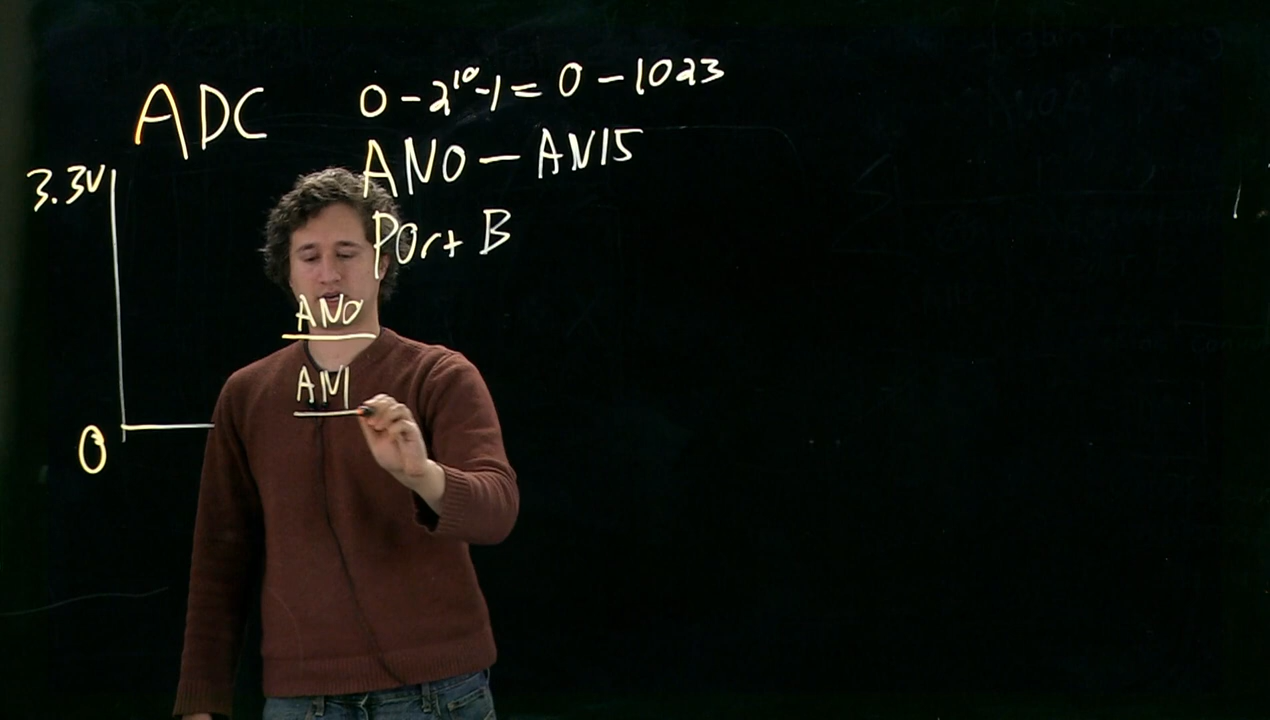 ADC
0-2^10-1=0-1023
AN0-AN15
3.3V
Port B
AN0
AN1
0